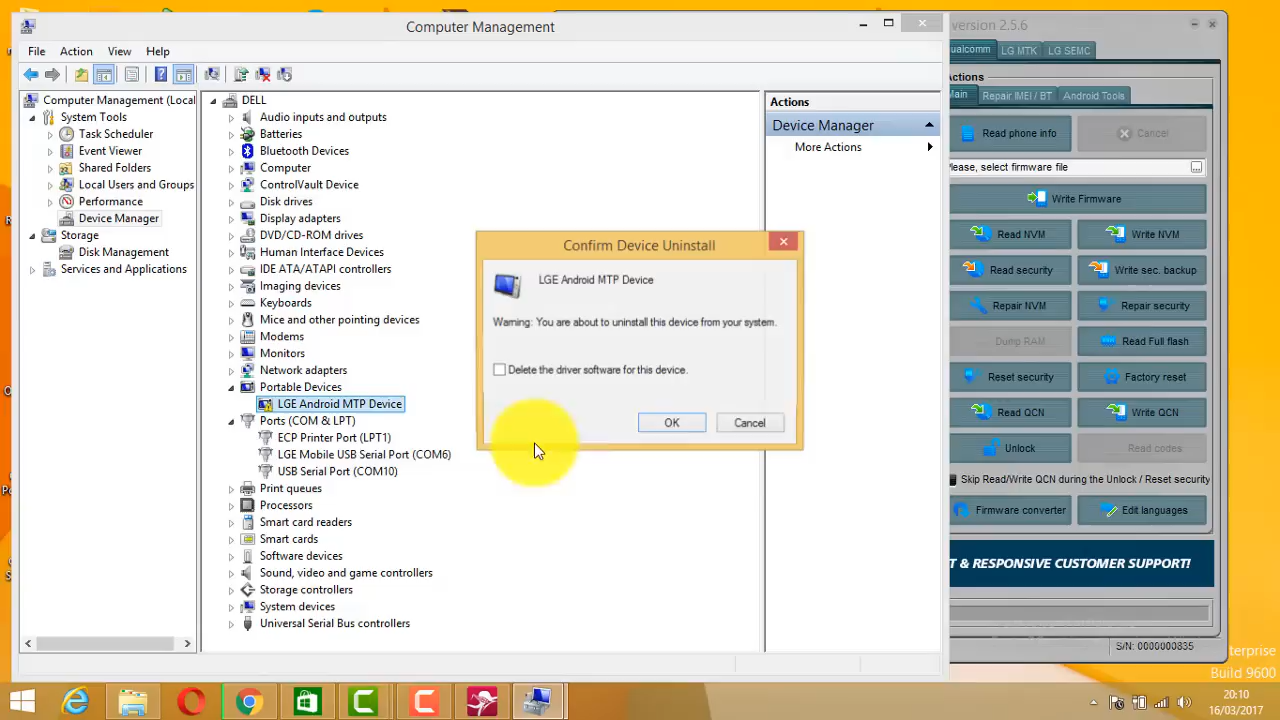 Computer Management
File Action View Help
Computer Management (Local
System Tools
Task Scheduler
Event Viewer
Shared Folders
Local Users and Groups
Performance
Device Manager
Storage
Disk Management
Services and Applications
DELL
Audio inputs and outputs
Batteries
Bluetooth Devices
Computer
ControlVault Device
Disk drives
Display adapters
DVD/CD-ROM drives
Human Interface Devices
IDE ATA/ATAPI controllers
Imaging devices
Keyboards
Mice and other pointing devices
Modems
Monitors
Network adapters
Portable Devices
LGE Android MTP Device
Ports (COM & LPT)
ECP Printer Port (LPT1)
LGE Mobile USB Serial Port (COM6)
USB Serial Port (COM10)
Print queues
Processors
Smart card readers
Smart cards
Software devices
Sound, video and game controllers
Storage controllers
System devices
Universal Serial Bus controllers
Confirm Device Uninstall
LGE Android MTP Device
Warning: You are about to uninstall this device from your system.
Delete the driver software for this device.
OK Cancel
Actions
Device Manager
More Actions
version 2.5.6
ualcomm LG MTK LG SEMC
Actions
Main Repair IMEI / BT Android Tools
Read phone info Cancel
lease, select firmware file
Write Firmware
Read NVM Write NVM
Read security Write sec. backup
Repair NVM Repair security
Dump RAM Read Full flash
Reset security Factory reset
Read QCN Write QCN
Unlock Read codes
Skip Read/Write QCN during the Unlock / Reset security
Firmware converter Edit languages
T & RESPONSIVE CUSTOMER SUPPORT!
S/N: 0000000835
terprise
Build 9600
20:10
16/03/2017